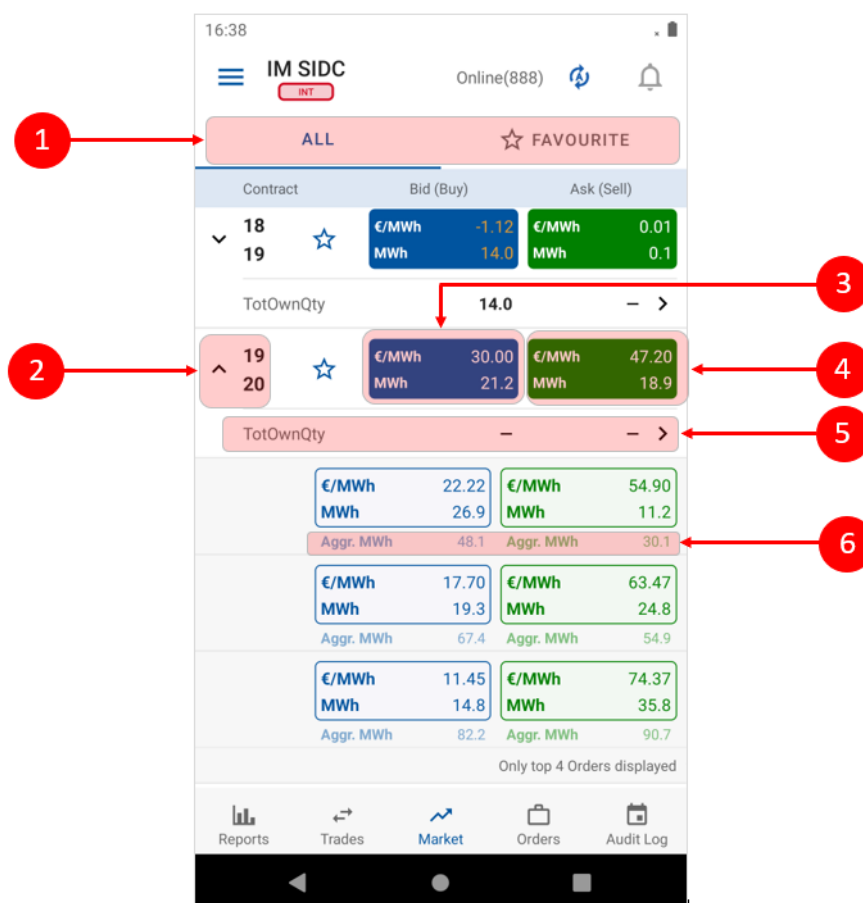 16:38
IM SIDC
INT
Online(888)
1
ALL
FAVOURITE
Contract Bid (Buy) Ask (Sell)
18 €/MWh -1.12 €/MWh 0.01
19 MWh 14.0 MWh 0.1
3
TotOwnQty 14.0 –
2
19 €/MWh 30.00 €/MWh 47.20
20 MWh 21.2 MWh 18.9
4
TotOwnQty – –
5
€/MWh 22.22 €/MWh 54.90
MWh 26.9 MWh 11.2
Aggr. MWh 48.1 Aggr. MWh 30.1
6
€/MWh 17.70 €/MWh 63.47
MWh 19.3 MWh 24.8
Aggr. MWh 67.4 Aggr. MWh 54.9
€/MWh 11.45 €/MWh 74.37
MWh 14.8 MWh 35.8
Aggr. MWh 82.2 Aggr. MWh 90.7
Only top 4 Orders displayed
Reports Trades Market Orders Audit Log